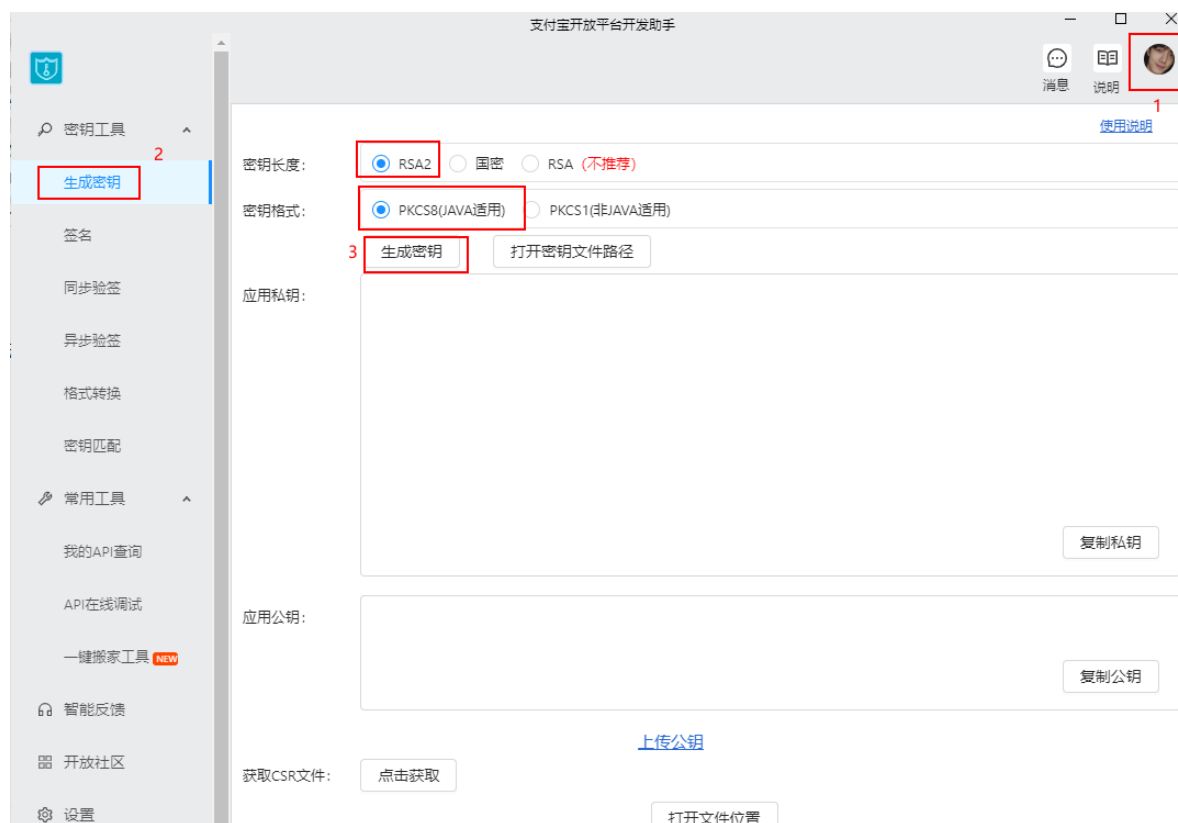 支付宝开放平台开发助手
消息
说明
1
使用说明
密钥工具
2
生成密钥
签名
同步验签
异步验签
格式转换
密钥匹配
常用工具
我的API查询
API在线调试
一键搬家工具 NEW
智能反馈
开放社区
设置
密钥长度: RSA2 国密 RSA (不推荐)
密钥格式: PKCS8(JAVA适用) PKCS1(非JAVA适用)
3 生成密钥 打开密钥文件路径
应用私钥:
复制私钥
应用公钥:
复制公钥
上传公钥
获取CSR文件: 点击获取
打开文件位置